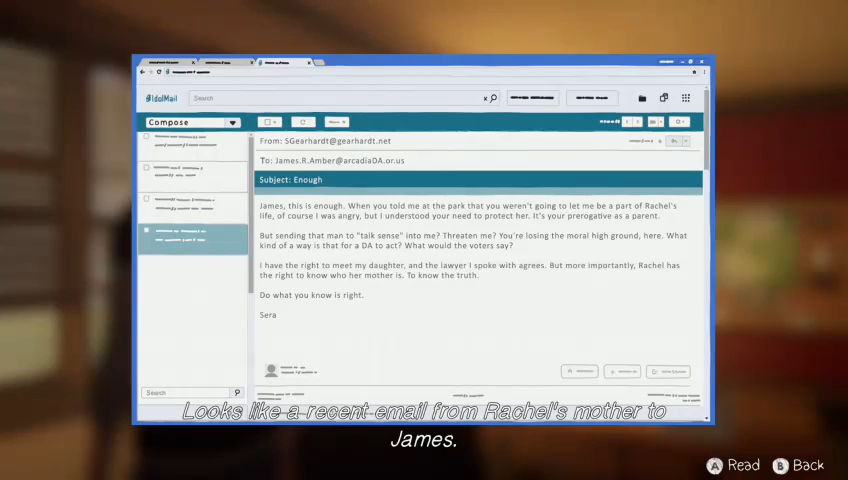 IdolMail
Search
x
Compose
From: SGearhardt@gearhardt.net
To: James.R.Amber@arcadiaDA.or.us
Subject: Enough
James, this is enough. When you told me at the park that you weren't going to let me be a part of Rachel's
life, of course I was angry, but I understood your need to protect her. It's your prerogative as a parent.
But sending that man to "talk sense" into me? Threaten me? You're losing the moral high ground, here. What
kind of a way is that for a DA to act? What would the voters say?
I have the right to meet my daughter, and the lawyer I spoke with agrees. But more importantly, Rachel has
the right to know who her mother is. To know the truth.
Do what you know is right.
Sera
Search
Looks like a recent email from Rachel's mother to
James.
A Read B Back